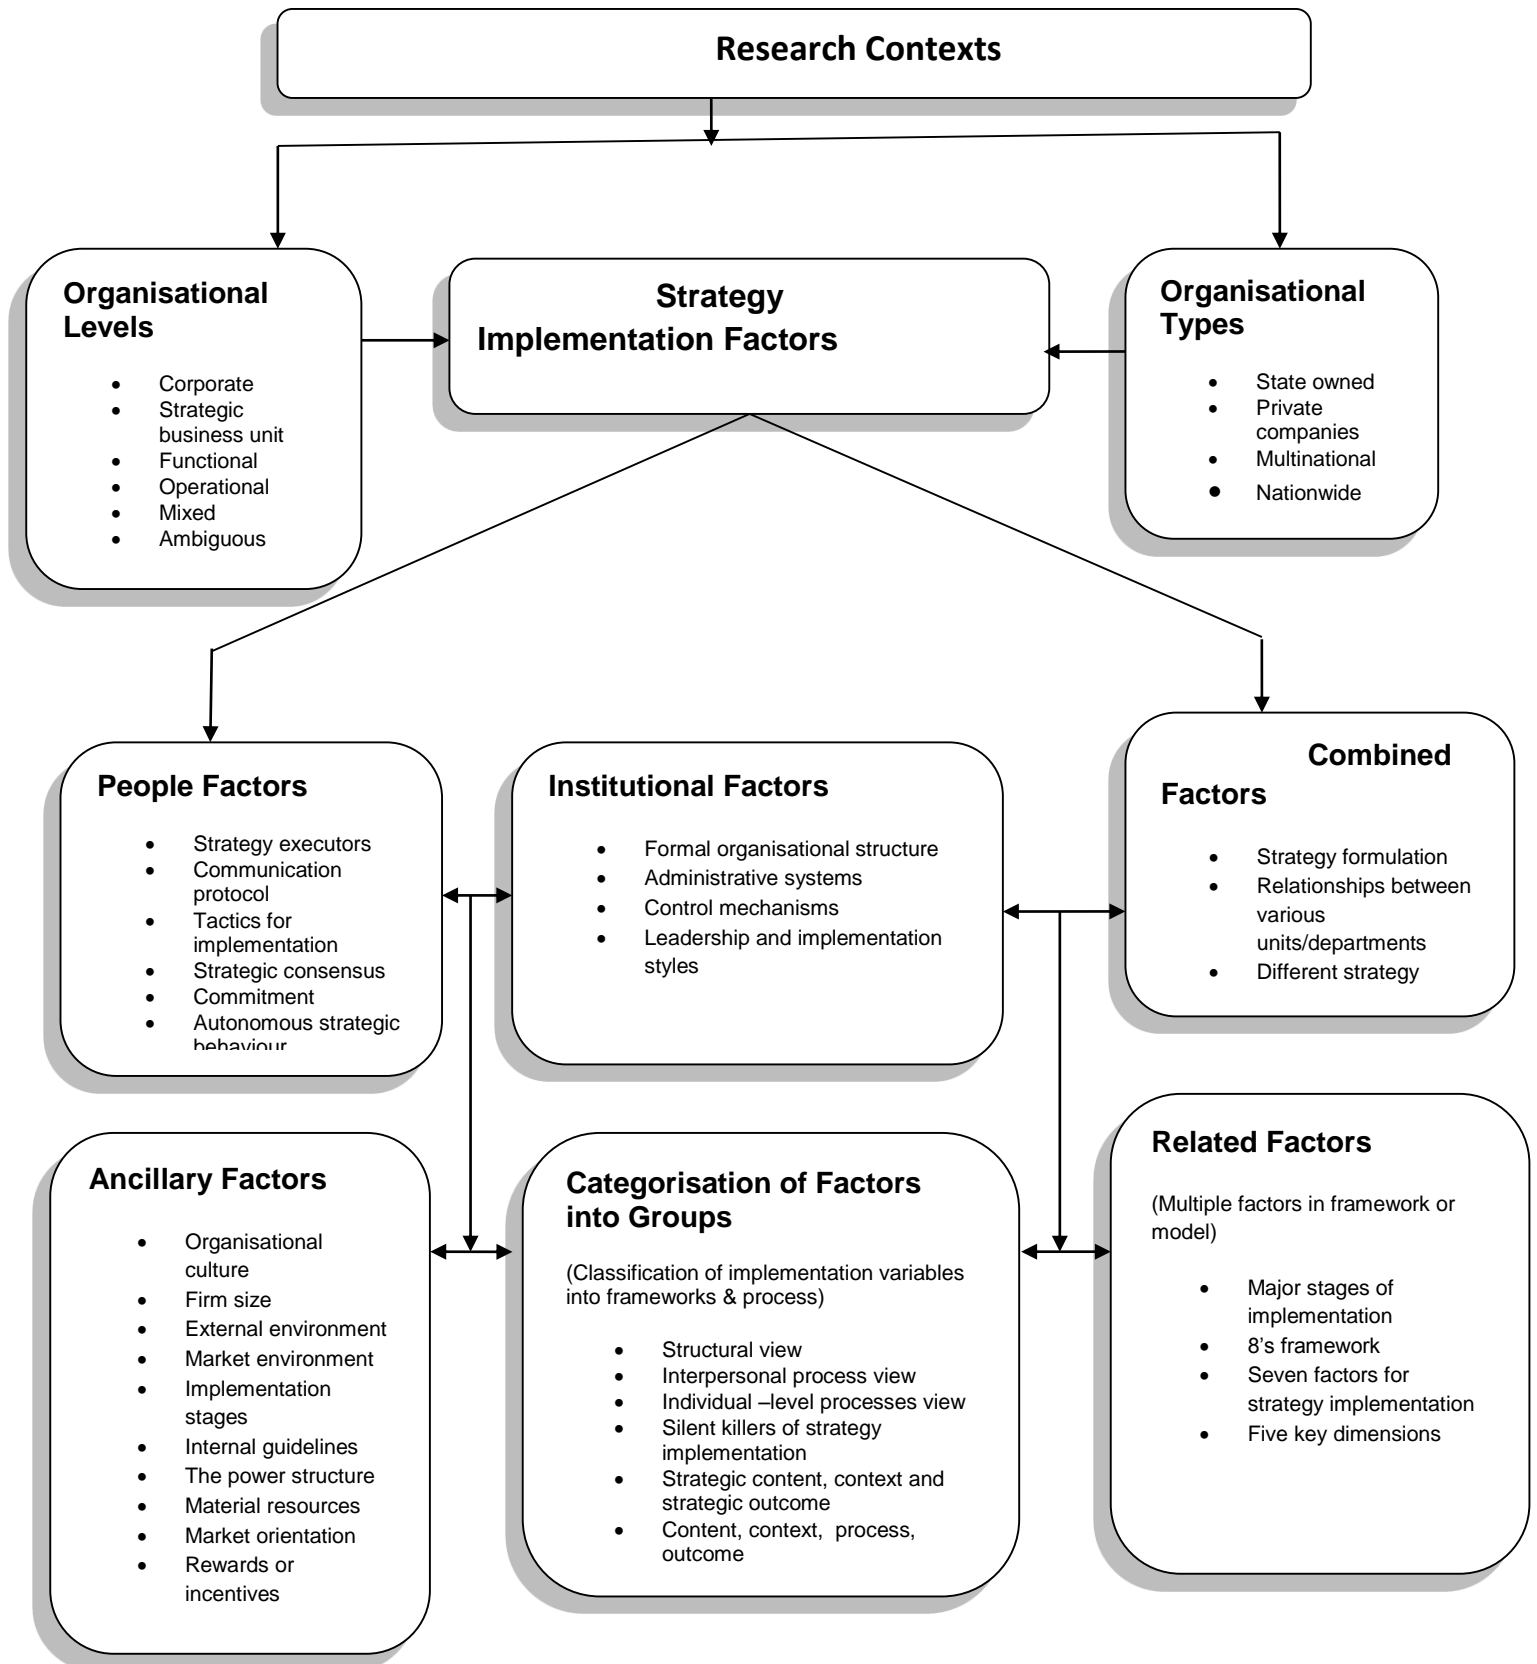 Research Contexts
Organisational
Levels
• Corporate
• Strategic
business unit
• Functional
• Operational
• Mixed
• Ambiguous
Strategy
Implementation Factors
Organisational
Types
• State owned
• Private
companies
• Multinational
• Nationwide
People Factors
• Strategy executors
• Communication
protocol
• Tactics for
implementation
• Strategic consensus
• Commitment
• Autonomous strategic
behaviour
Institutional Factors
• Formal organisational structure
• Administrative systems
• Control mechanisms
• Leadership and implementation
styles
Combined
Factors
• Strategy formulation
• Relationships between
various
units/departments
• Different strategy
Ancillary Factors
• Organisational
culture
• Firm size
• External environment
• Market environment
• Implementation
stages
• Internal guidelines
• The power structure
• Material resources
• Market orientation
• Rewards or
incentives
Categorisation of Factors
into Groups
(Classification of implementation variables
into frameworks & process)
• Structural view
• Interpersonal process view
• Individual –level processes view
• Silent killers of strategy
implementation
• Strategic content, context and
strategic outcome
• Content, context,  process,
outcome
Related Factors
(Multiple factors in framework or
model)
• Major stages of
implementation
• 8’s framework
• Seven factors for
strategy implementation
• Five key dimensions